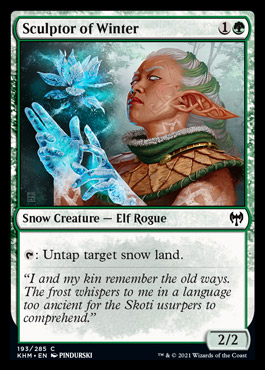 Sculptor of Winter 1
Snow Creature — Elf Rogue
: Untap target snow land.
“I and my kin remember the old ways.
The frost whispers to me in a language
too ancient for the Skoti usurpers to
comprehend.”
2/2
193/285 C
KHM • EN PINDURSKI
™ & © 2021 Wizards of the Coast